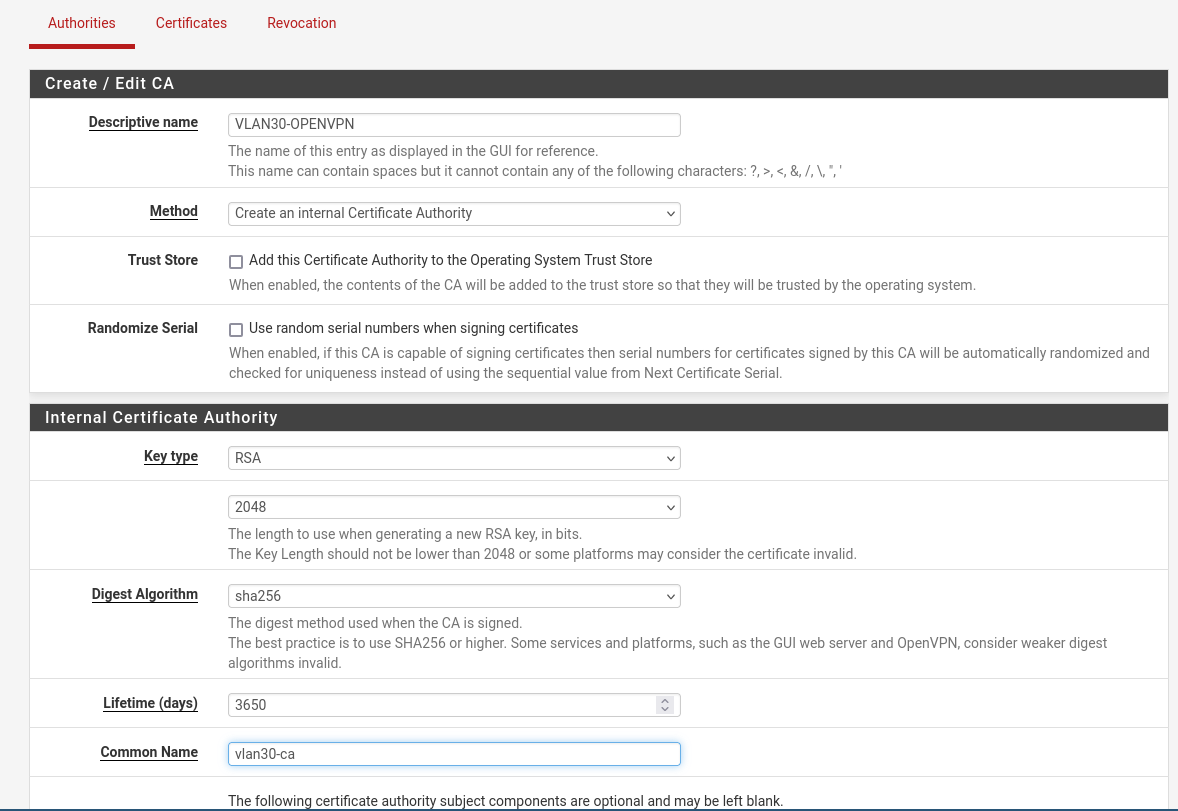 Authorities Certificates Revocation
Create / Edit CA
Descriptive name VLAN30-OPENVPN
The name of this entry as displayed in the GUI for reference.
This name can contain spaces but it cannot contain any of the following characters: ?, >, <, &, /, \, ", '
Method Create an internal Certificate Authority
Trust Store Add this Certificate Authority to the Operating System Trust Store
When enabled, the contents of the CA will be added to the trust store so that they will be trusted by the operating system.
Randomize Serial Use random serial numbers when signing certificates
When enabled, if this CA is capable of signing certificates then serial numbers for certificates signed by this CA will be automatically randomized and
checked for uniqueness instead of using the sequential value from Next Certificate Serial.
Internal Certificate Authority
Key type RSA
2048
The length to use when generating a new RSA key, in bits.
The Key Length should not be lower than 2048 or some platforms may consider the certificate invalid.
Digest Algorithm sha256
The digest method used when the CA is signed.
The best practice is to use SHA256 or higher. Some services and platforms, such as the GUI web server and OpenVPN, consider weaker digest
algorithms invalid.
Lifetime (days) 3650
Common Name vlan30-ca
The following certificate authority subject components are optional and may be left blank.